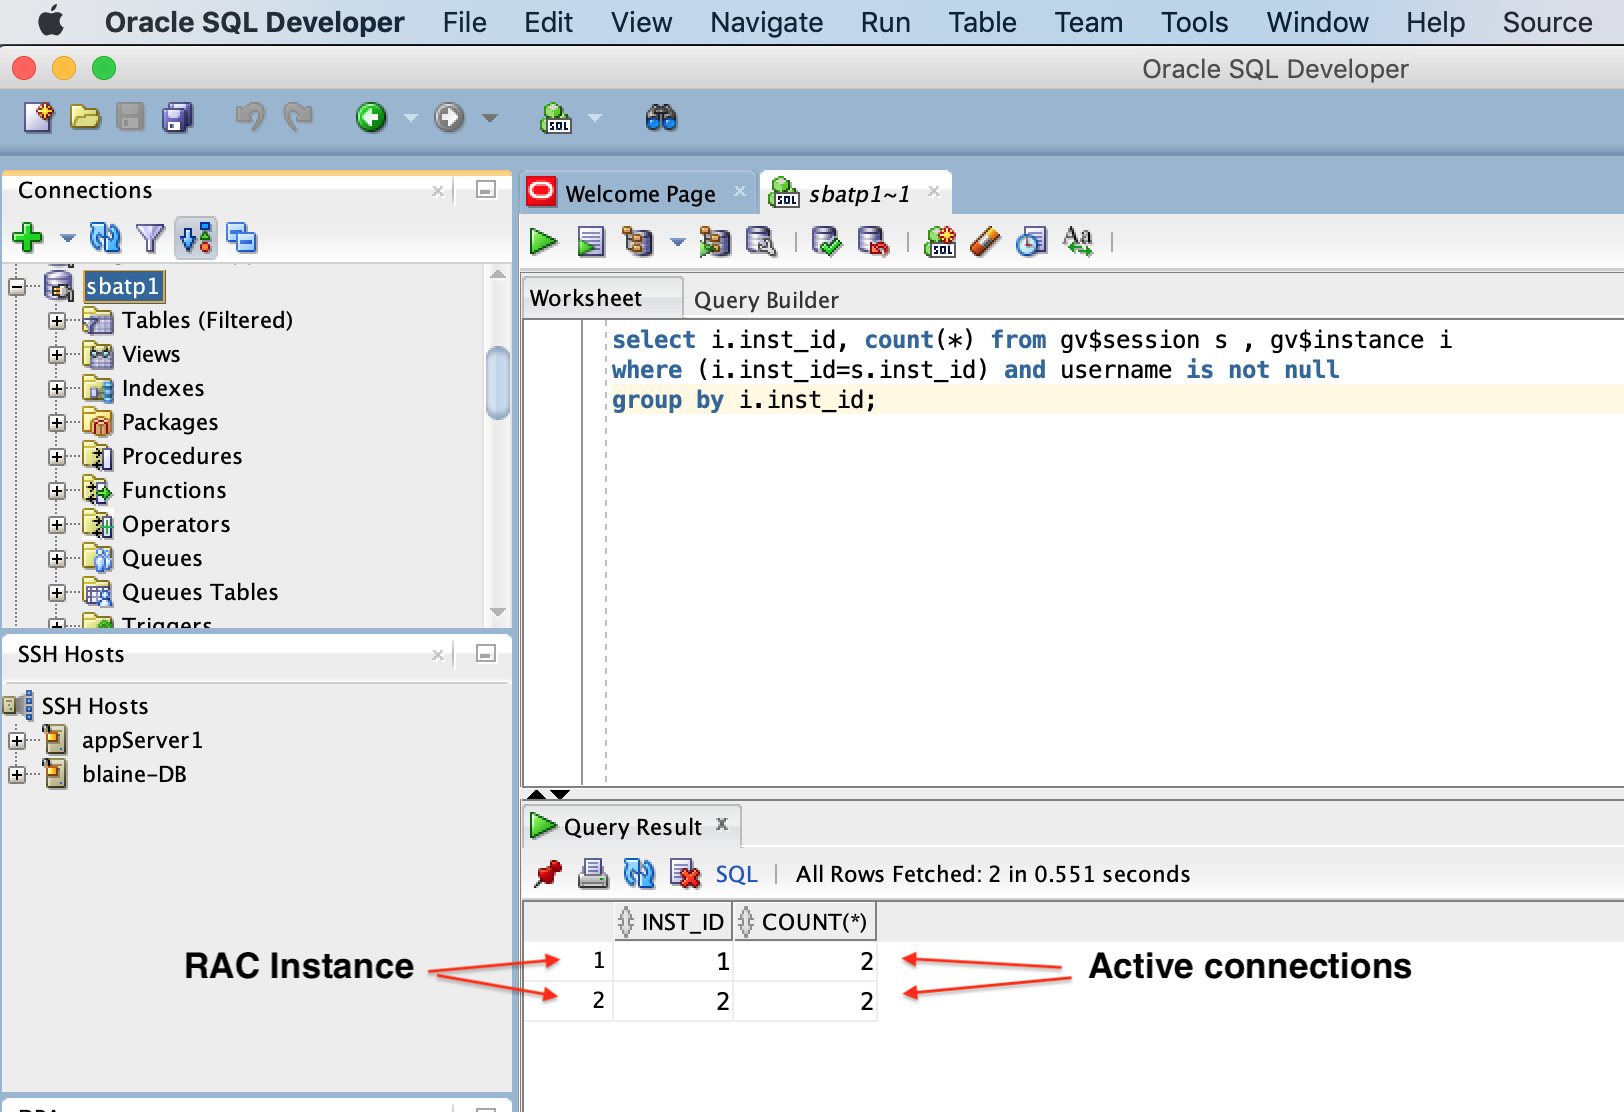 Oracle SQL Developer File Edit View Navigate Run Table Team Tools Window Help Source
Oracle SQL Developer
SQL
Connections
Welcome Page
SQL sbatp1~1
sbatp1
Tables (Filtered)
Views
Indexes
Packages
Procedures
Functions
Operators
Queues
Queues Tables
Triggers
SQL Aa
Worksheet Query Builder
select i.inst_id, count(*) from gv$session s , gv$instance i
where (i.inst_id=s.inst_id) and username is not null
group by i.inst_id;
SSH Hosts
SSH Hosts
appServer1
blaine-DB
Query Result
SQL All Rows Fetched: 2 in 0.551 seconds
INST_ID COUNT(*)
1 1 2
2 2 2
RAC Instance
Active connections